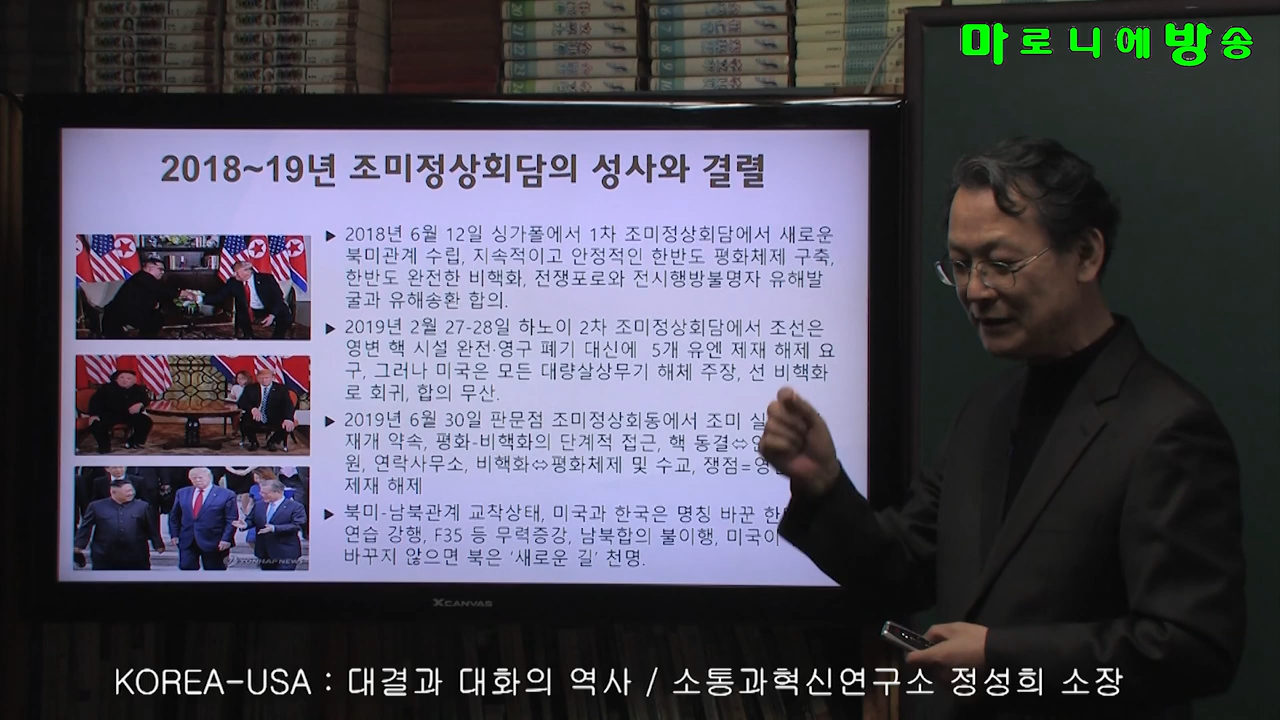 마로니에방송
2018~19년 조미정상회담의 성사와 결렬
▶ 2018년 6월 12일 싱가폴에서 1차 조미정상회담에서 새로운
북미관계 수립, 지속적이고 안정적인 한반도 평화체제 구축,
한반도 완전한 비핵화, 전쟁포로와 전시행방불명자 유해발
굴과 유해송환 합의.
▶ 2019년 2월 27-28일 하노이 2차 조미정상회담에서 조선은
영변 핵 시설 완전·영구 폐기 대신에 5개 유엔 제재 해제 요
구, 그러나 미국은 모든 대량살상무기 해체 주장, 선 비핵화
로 회귀, 합의 무산.
▶ 2019년 6월 30일 판문점 조미정상회동에서 조미
재개 약속, 평화-비핵화의 단계적 접근, 핵 동결⇔
원, 연락사무소, 비핵화⇔평화체제 및 수교, 쟁점=
제재 해제
▶ 북미-남북관계 교착상태, 미국과 한국은 명칭 바꾼
연습 강행, F35 등 무력증강, 남북합의 불이행, 미국이
바꾸지 않으면 북은 ‘새로운 길’ 천명.
YONHAP NEWS
XCANVAS
KOREA-USA : 대결과 대화의 역사 / 소통과혁신연구소 정성희 소장